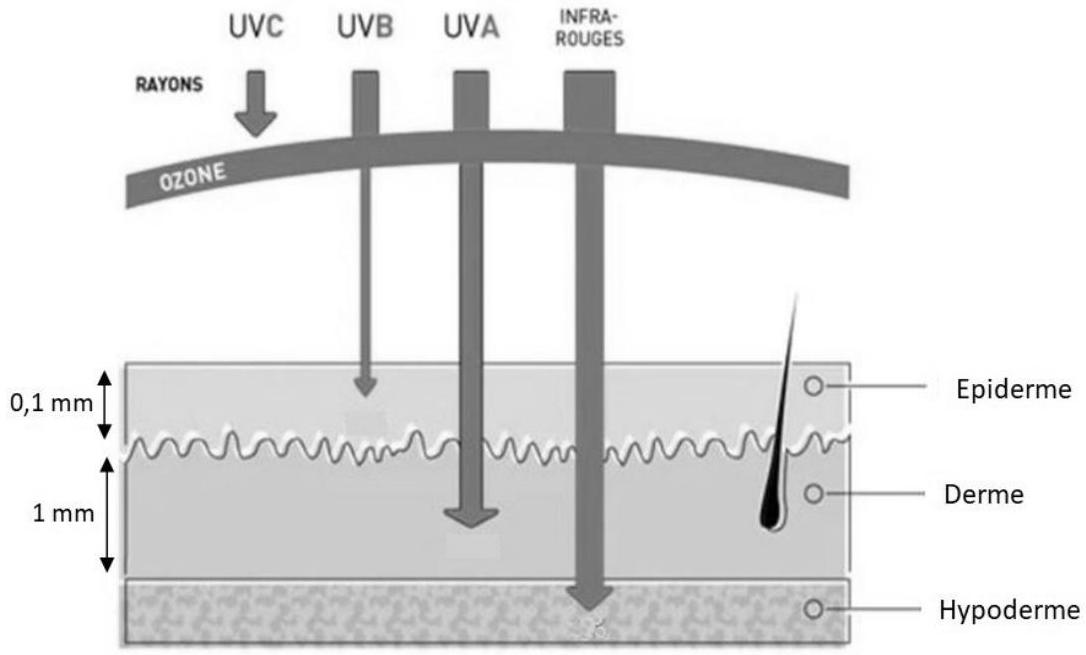 UVC
UVB
UVA
INFRA-
ROUGES
RAYONS
OZONE
0,1 mm
Epiderme
1 mm
Derme
Hypoderme